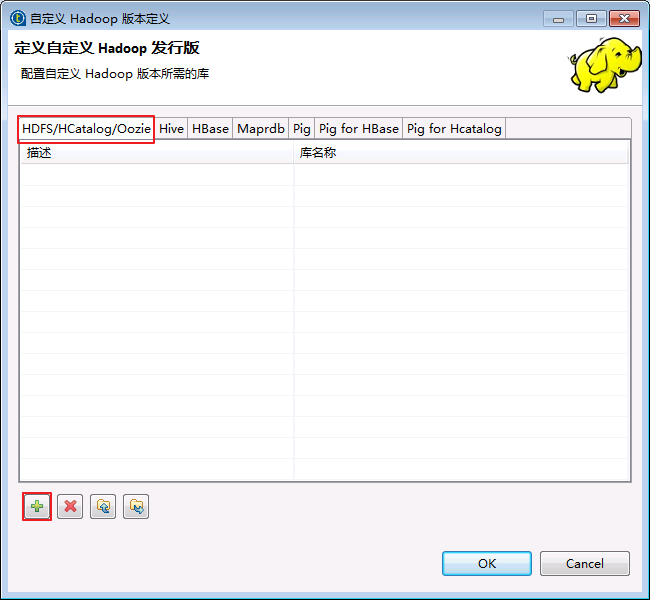 自定义 Hadoop 版本定义
定义自定义 Hadoop 发行版
配置自定义 Hadoop 版本所需的库
HDFS/HCatalog/Oozie Hive HBase Maprdb Pig Pig for HBase Pig for Hcatalog
描述 库名称
OK Cancel